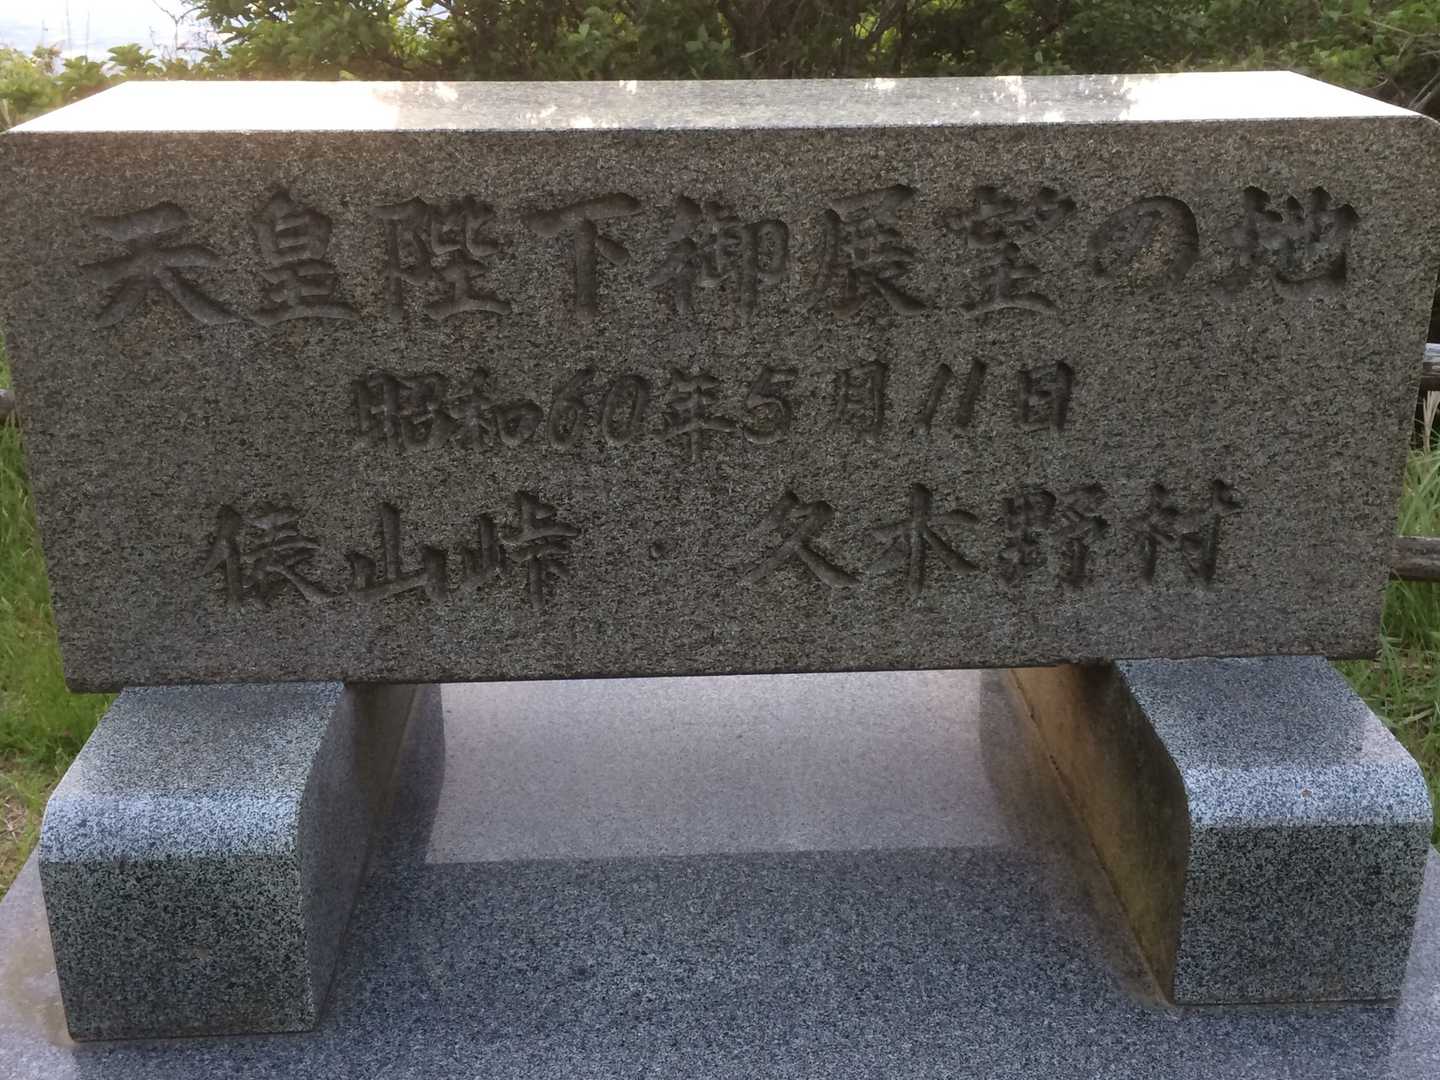 天皇陛下御展望の地
昭和60年5月11日
俵山峠・久木野村